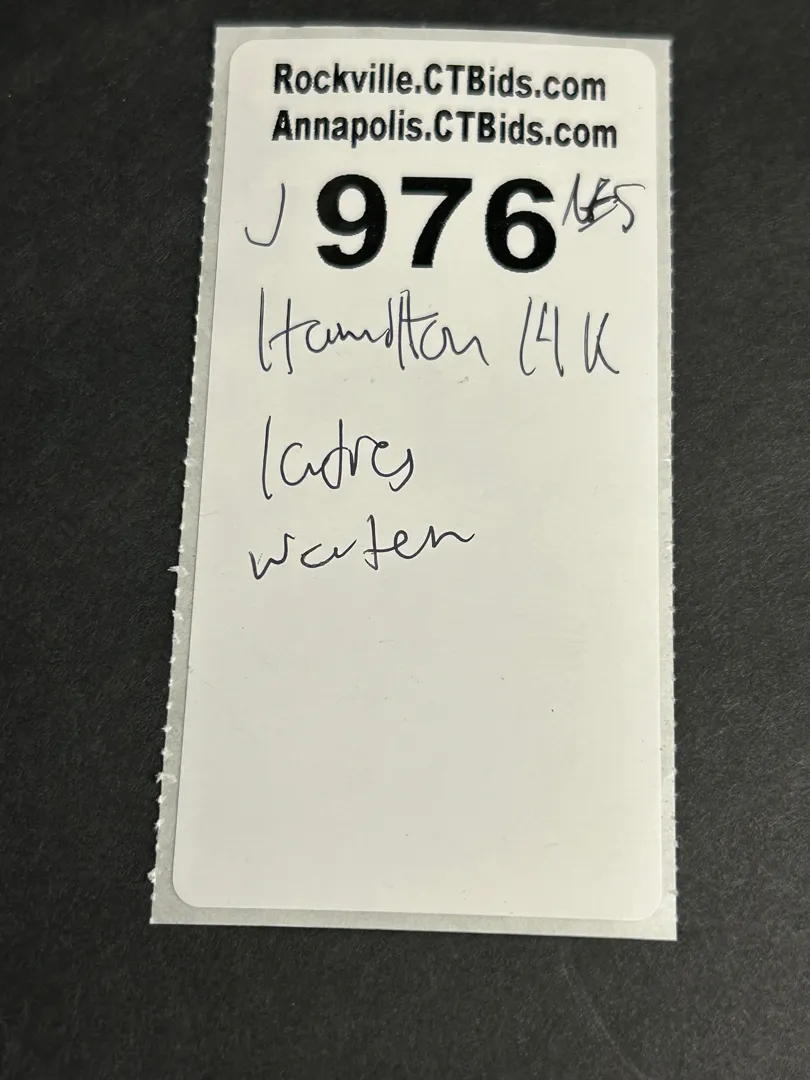 Rockville.CTBids.com
Annapolis.CTBids.com
J 976
Hamilton 14K
ladies
watch